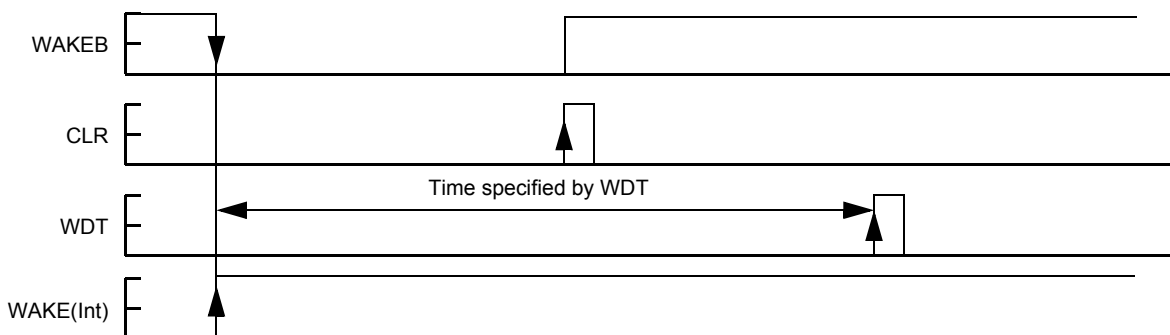 WAKEB
CLR
Time specified by WDT
WDT
WAKE(Int)